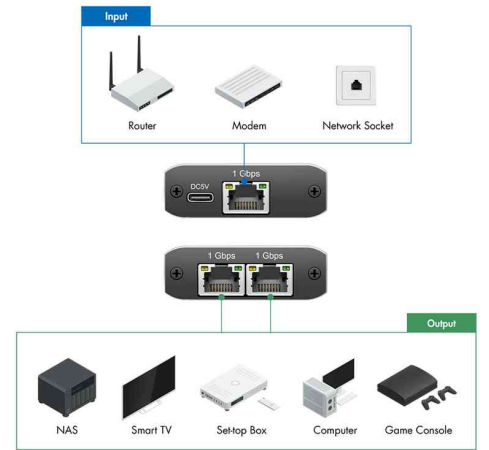 Input
Router
Modem
Network Socket
1 Gbps
DC5V
1 Gbps 1 Gbps
Output
NAS
Smart TV
Set-top Box
Computer
Game Console